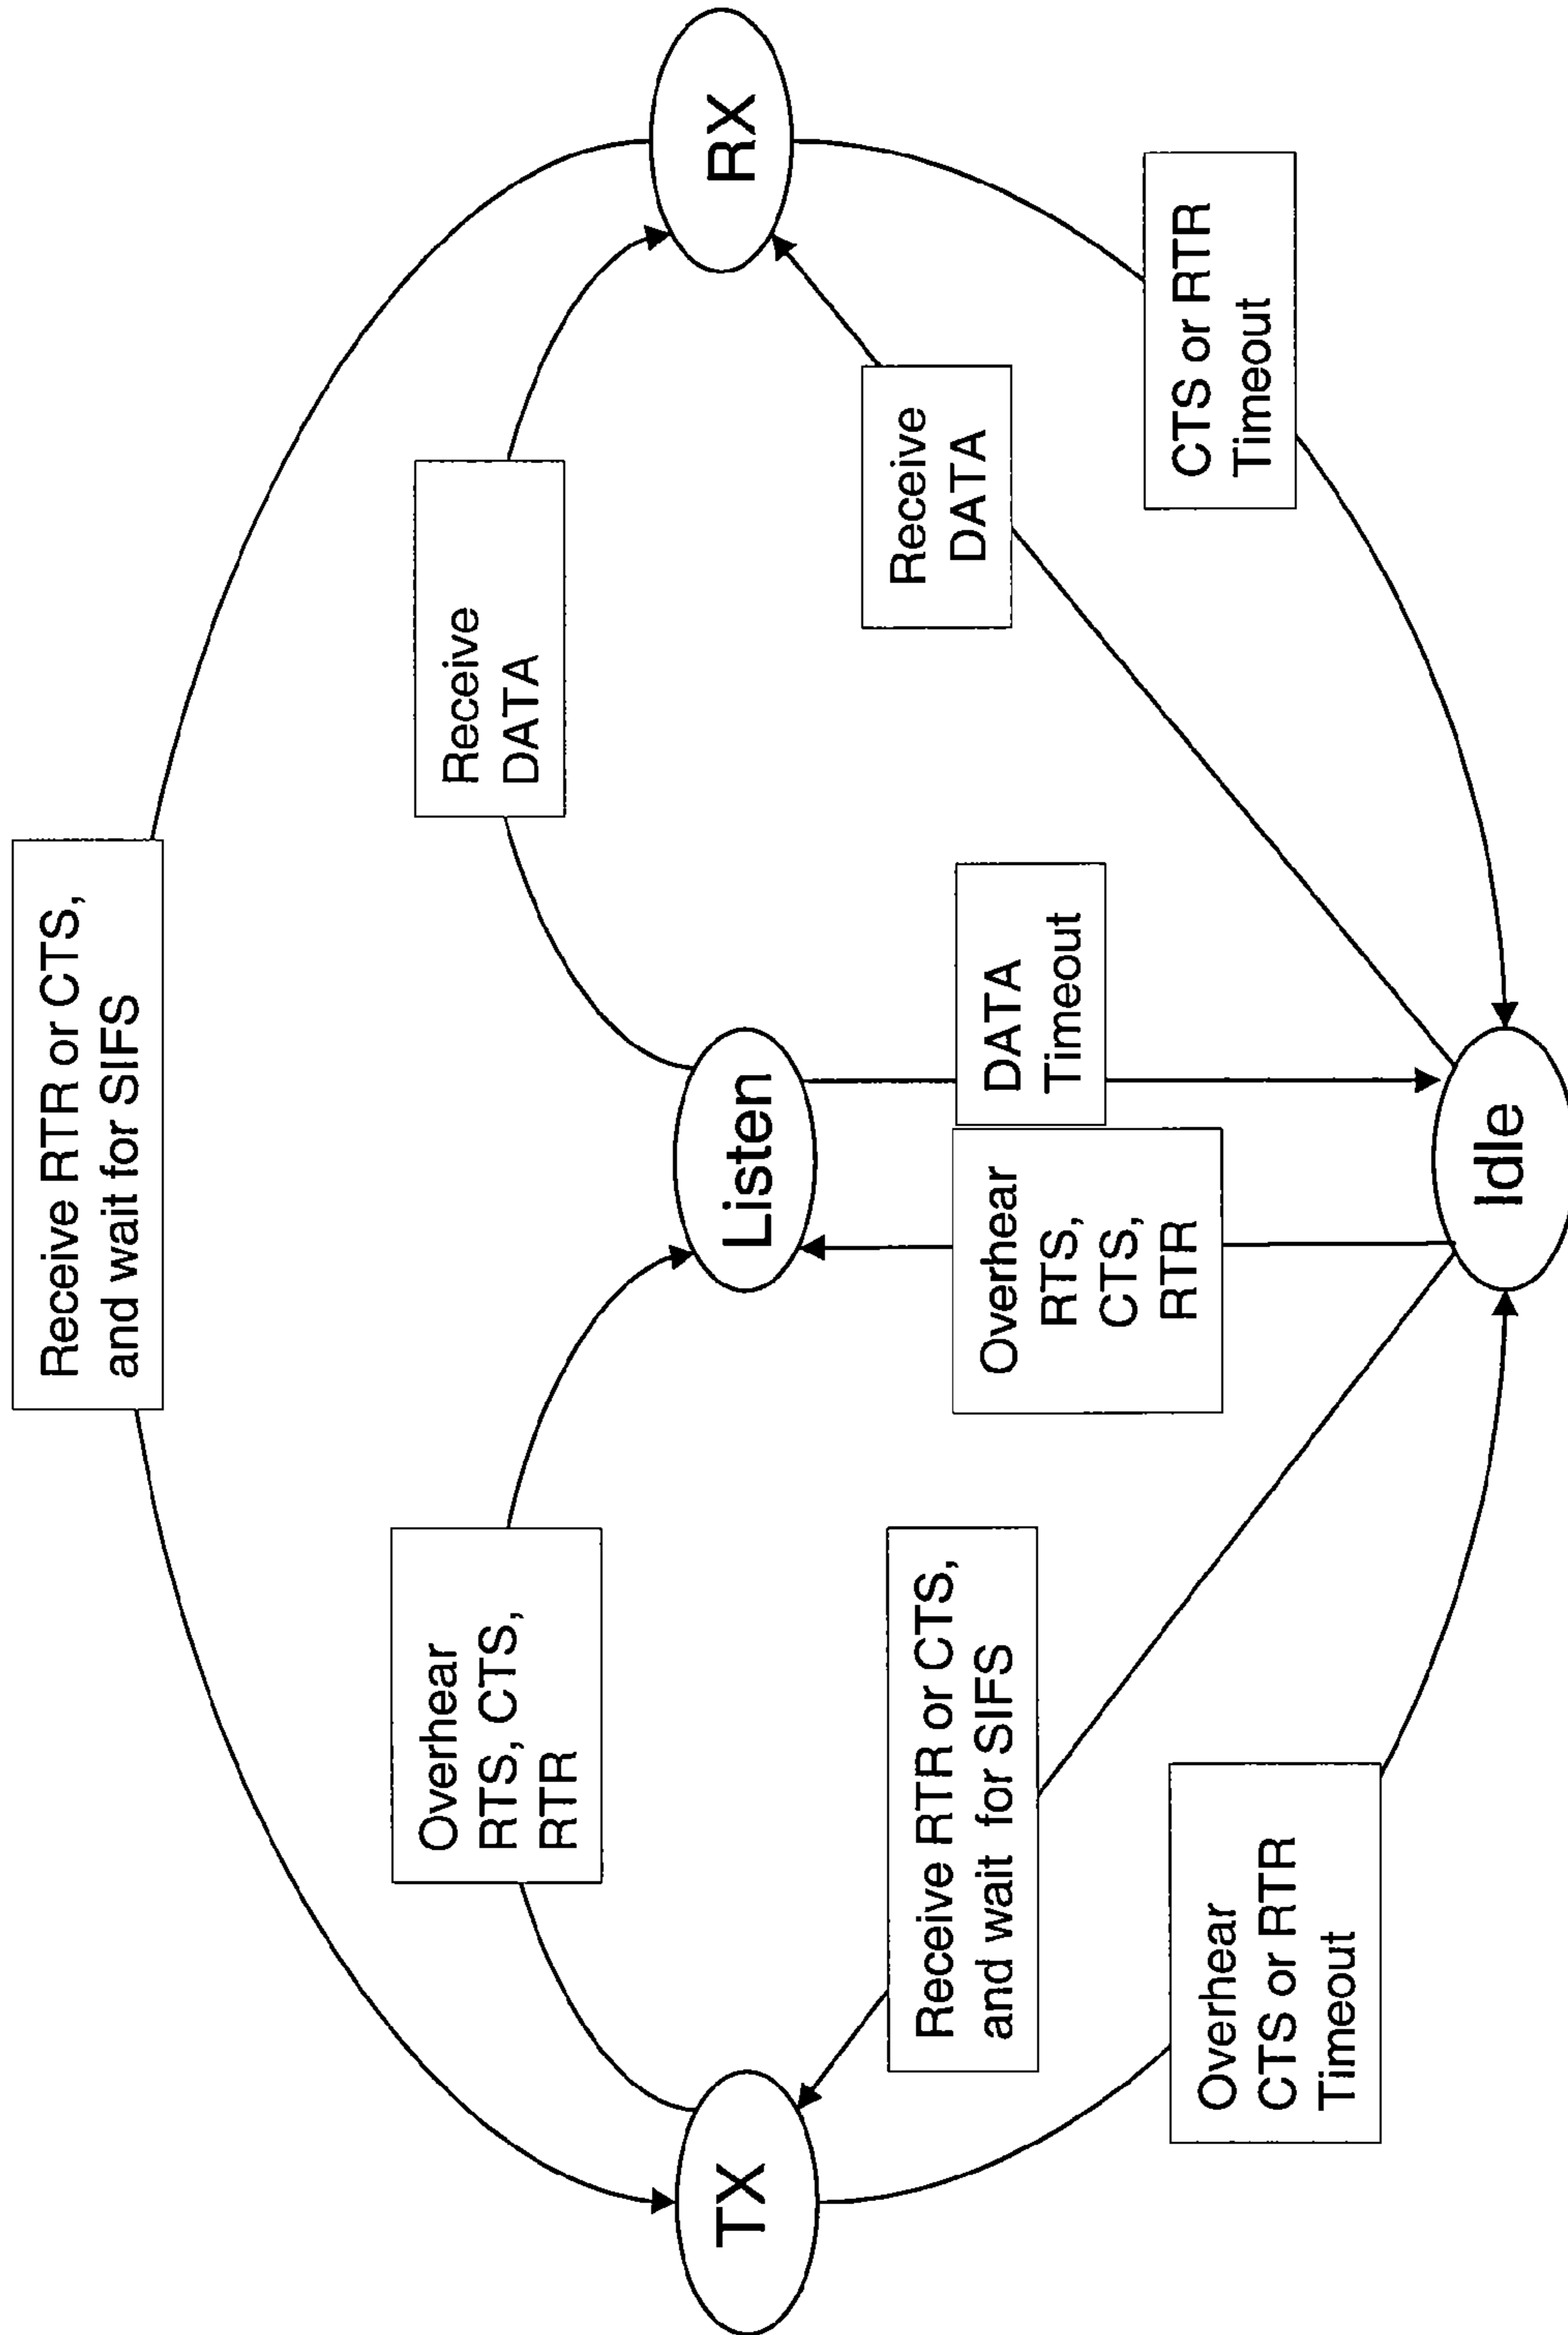 Receive RTR or CTS,
and wait for SIFS
Overhear
RTS, CTS,
RTR
Receive
DATA
TX
Listen
RX
Receive RTR or CTS,
and wait for SIFS
Overhear
RTS,
CTS,
RTR
DATA
Timeout
Receive
DATA
Overhear
CTS or RTR
Timeout
CTS or RTR
Timeout
Idle